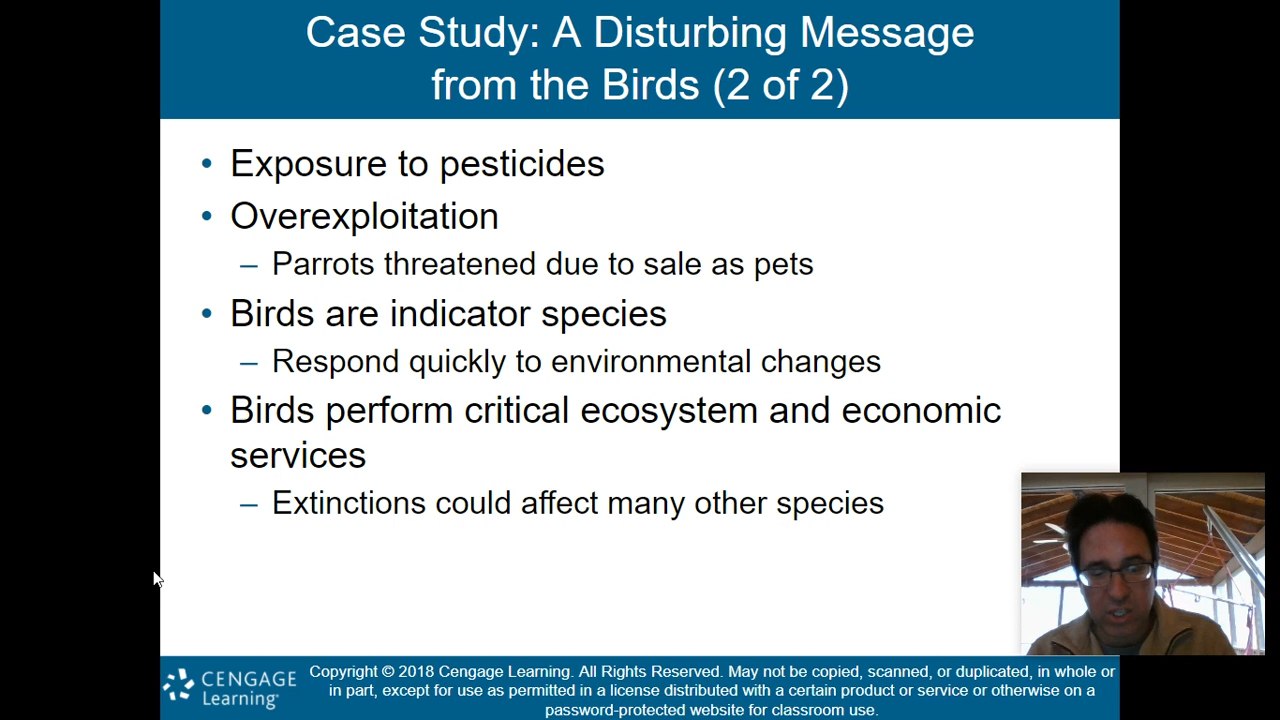 Case Study: A Disturbing Message
from the Birds (2 of 2)
• Exposure to pesticides
• Overexploitation
– Parrots threatened due to sale as pets
• Birds are indicator species
– Respond quickly to environmental changes
• Birds perform critical ecosystem and economic
services
– Extinctions could affect many other species
CENGAGE
Learning
Copyright © 2018 Cengage Learning. All Rights Reserved. May not be copied, scanned, or duplicated, in whole or
in part, except for use as permitted in a license distributed with a certain product or service or otherwise on a
password-protected website for classroom use.